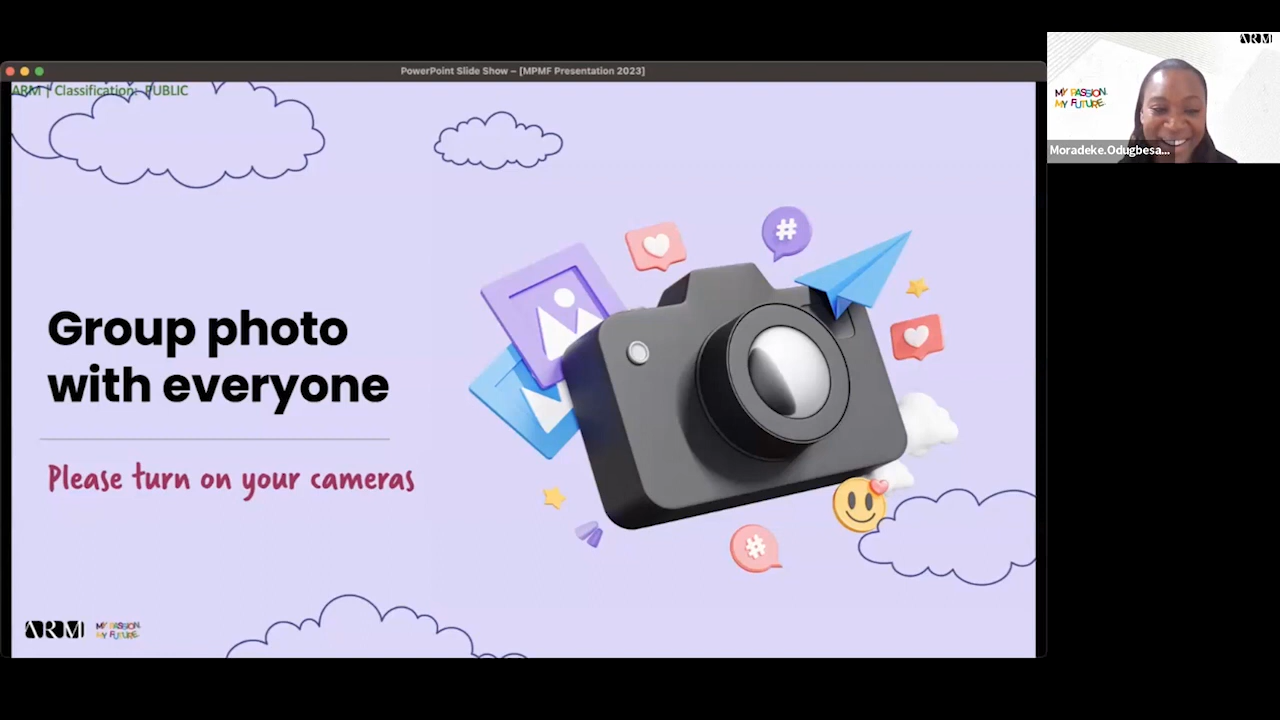 PowerPoint Slide Show – [MPMF Presentation 2023]
ARM | Classification: PUBLIC
Group photo
with everyone
Please turn on your cameras
ARM
MY PASSION.
MY FUTURE.
ARM
MY PASSION.
MY FUTURE.
Moradeke.Odugbesa...
#
#